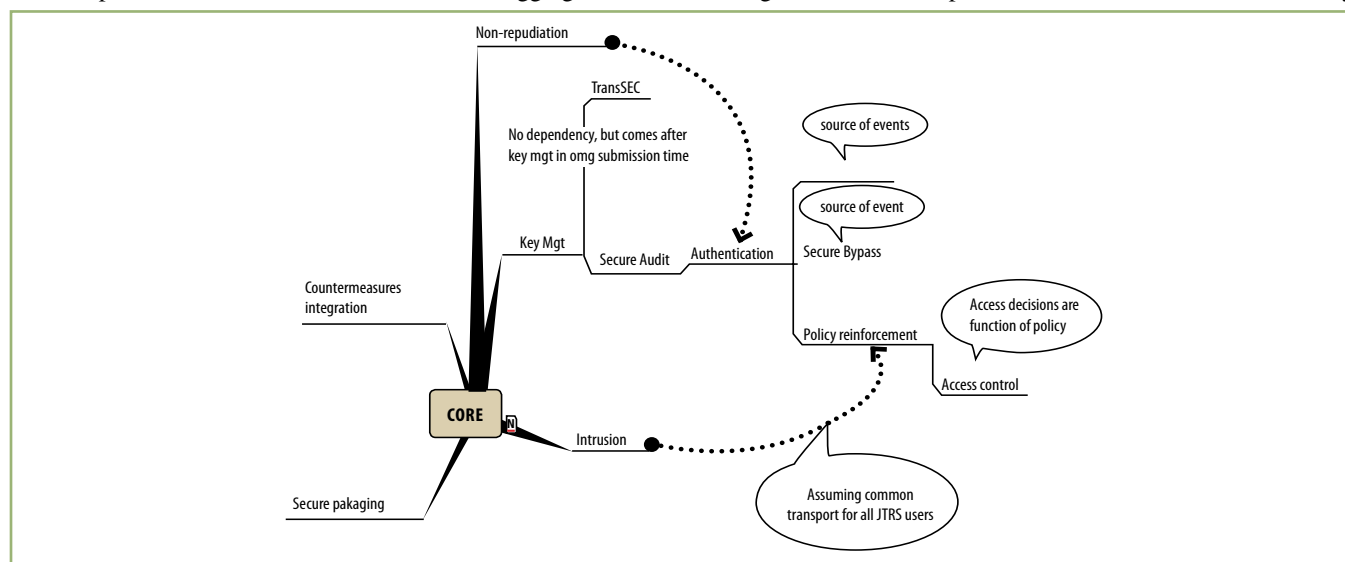 Non-repudiation
TransSEC
No dependency, but comes after
key mgt in omg submission time
source of events
source of event
Key Mgt
Secure Audit
Authentication
Secure Bypass
Countermeasures
integration
Access decisions are
function of policy
Policy reinforcement
Access control
CORE
N
Intrusion
Secure pakaging
Assuming common
transport for all JTRS users